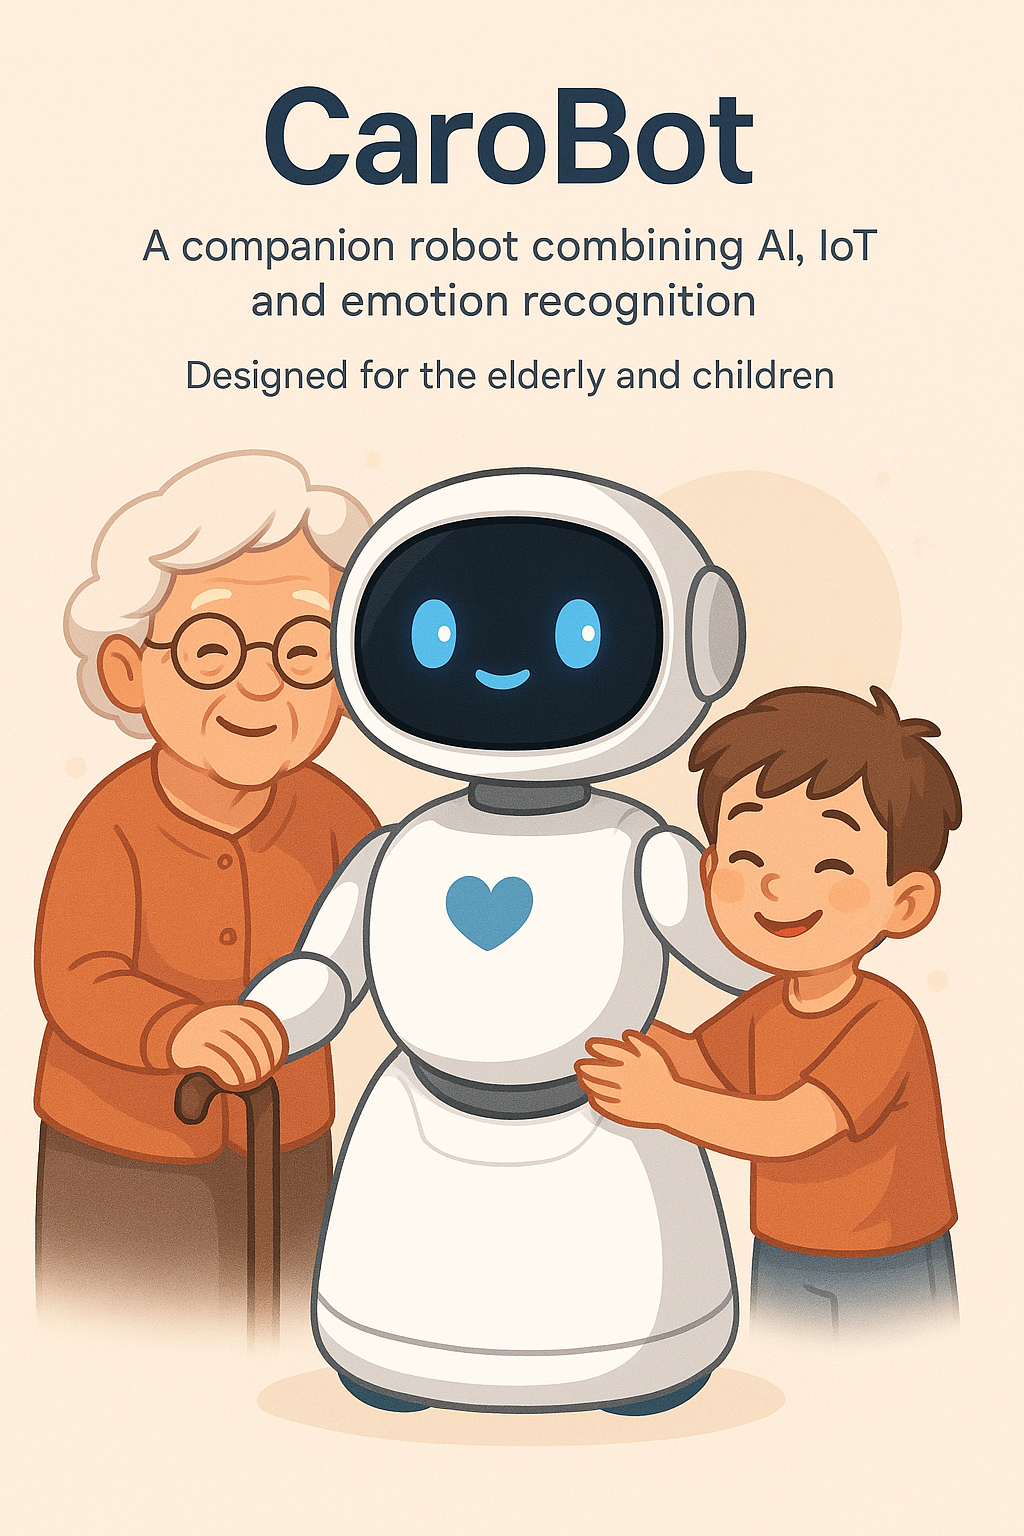 CaroBot
A companion robot combining AI, IoT
and emotion recognition
Designed for the elderly and children